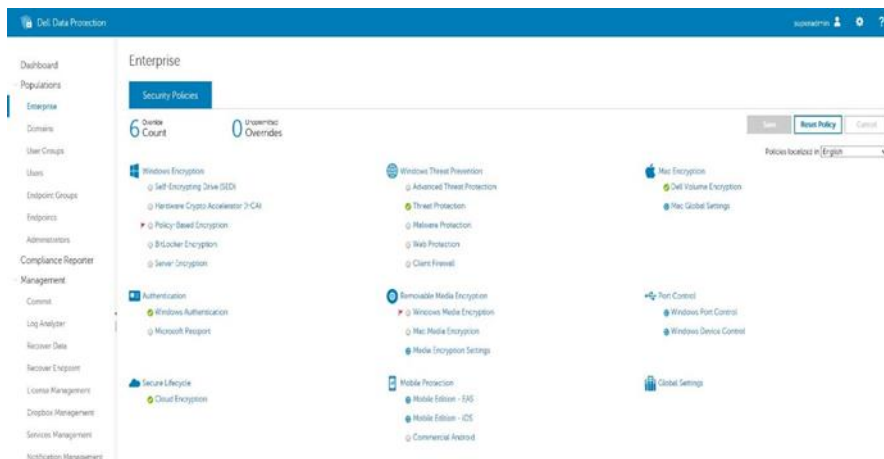 Dell Data Protection
superadmin
?
Dashboard
Populations
Enterprise
Domains
User Groups
Users
Endpoint Groups
Endpoints
Administrators
Compliance Reporter
Management
Commit
Log Analyzer
Recover Data
Recover Endpoint
License Management
Dropbox Management
Services Management
Notification Management
Enterprise
Security Policies
6 Override Count
0 Uncommitted Overrides
Save
Reset Policy
Cancel
Policies localized in English
Windows Encryption
Self-Encrypting Drive (SED)
Hardware Crypto Accelerator (HCA)
Policy-Based Encryption
BitLocker Encryption
Server Encryption
Windows Threat Prevention
Advanced Threat Protection
Threat Protection
Malware Protection
Web Protection
Client Firewall
Mac Encryption
Dell Volume Encryption
Mac Global Settings
Authentication
Windows Authentication
Microsoft Passport
Removable Media Encryption
Windows Media Encryption
Mac Media Encryption
Media Encryption Settings
Port Control
Windows Port Control
Windows Device Control
Secure Lifecycle
Cloud Encryption
Mobile Protection
Mobile Edition - EAS
Mobile Edition - iOS
Commercial Android
Global Settings